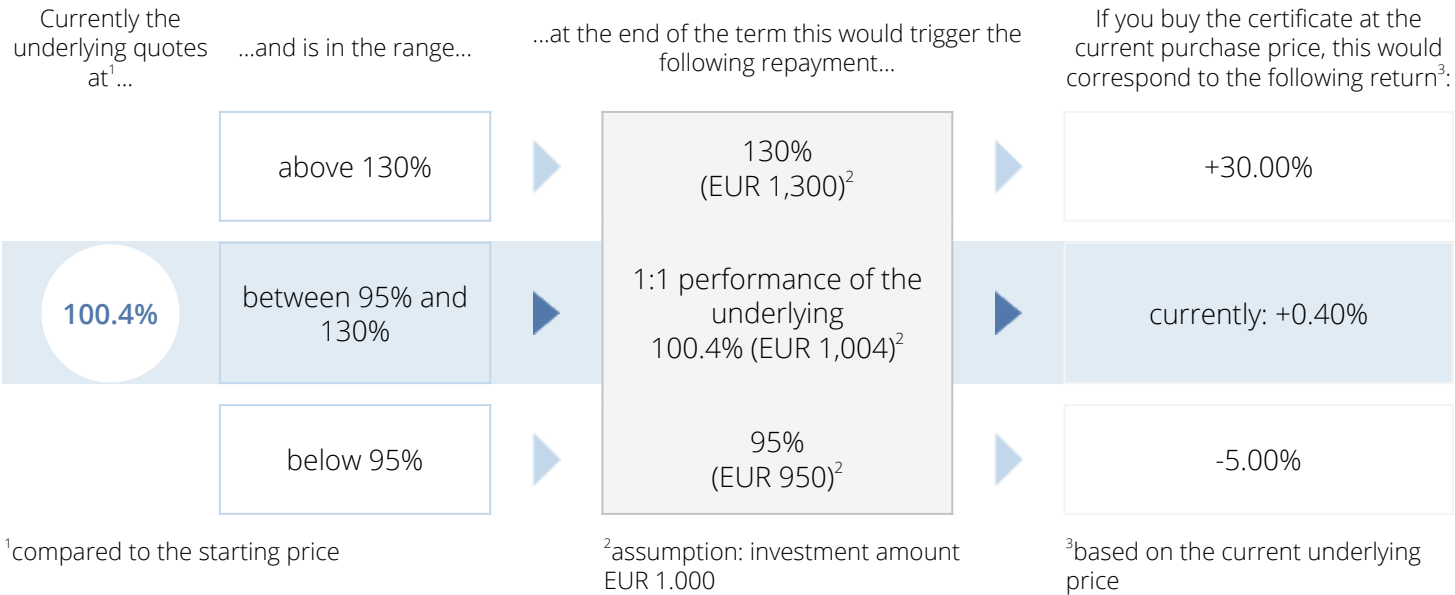 Currently the
underlying quotes
at¹...
...and is in the range...
...at the end of the term this would trigger the
following repayment...
If you buy the certificate at the
current purchase price, this would
correspond to the following return³:
above 130%
130%
(EUR 1,300)²
+30.00%
100.4%
between 95% and
130%
1:1 performance of the
underlying
100.4% (EUR 1,004)²
currently: +0.40%
below 95%
95%
(EUR 950)²
-5.00%
¹compared to the starting price
²assumption: investment amount
EUR 1.000
³based on the current underlying
price